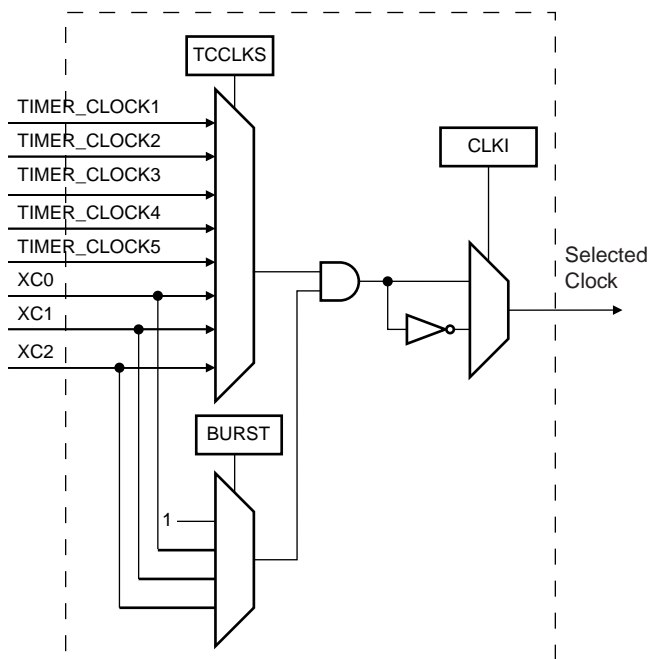 TCCLKS
TIMER_CLOCK1
TIMER_CLOCK2
TIMER_CLOCK3
TIMER_CLOCK4
TIMER_CLOCK5
XC0
XC1
XC2
CLKI
Selected
Clock
BURST
1